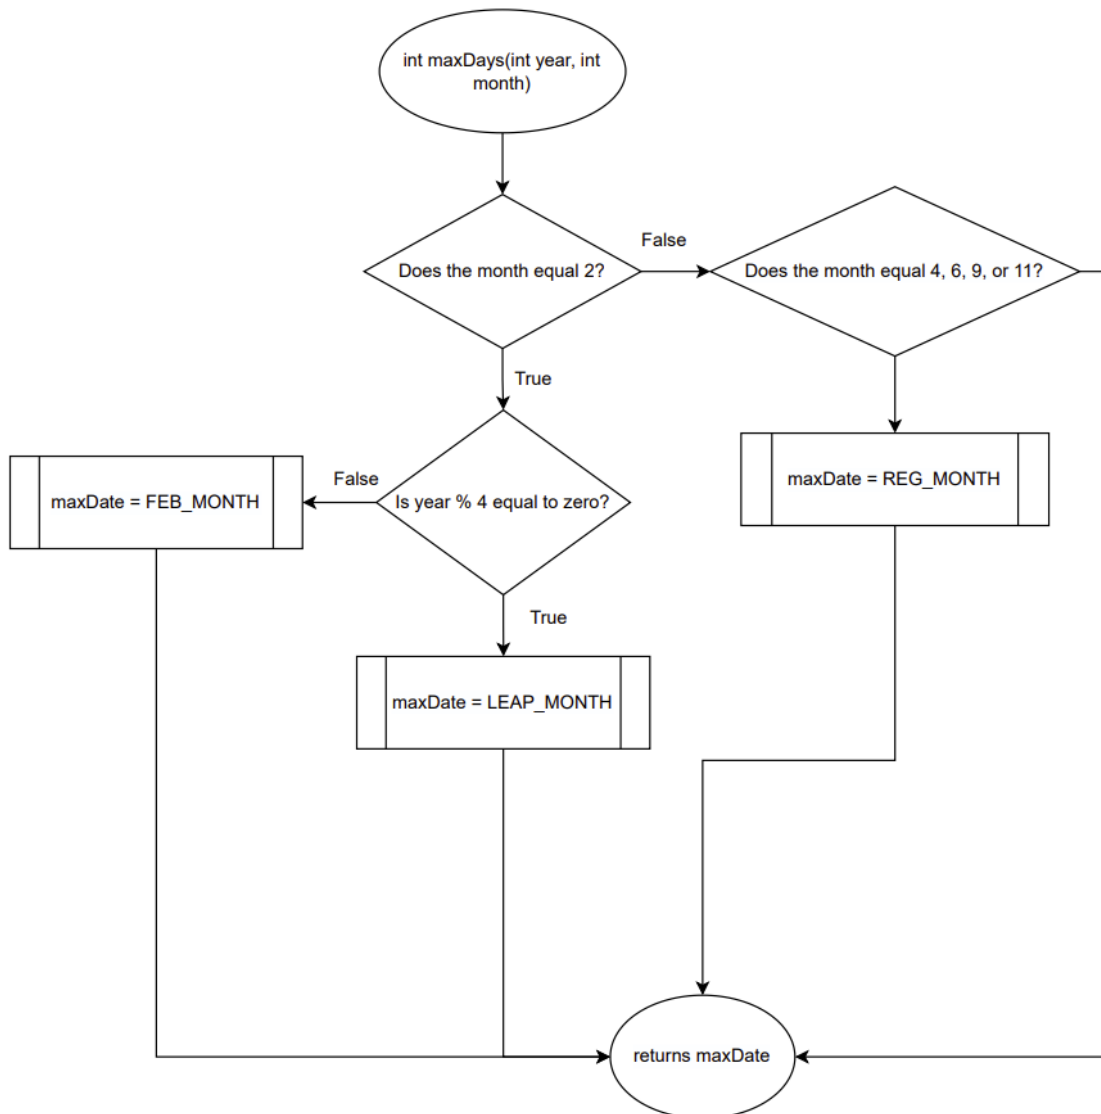 int maxDays(int year, int
month)
Does the month equal 2?
False
Does the month equal 4, 6, 9, or 11?
True
maxDate = FEB_MONTH
False
Is year % 4 equal to zero?
maxDate = REG_MONTH
True
maxDate = LEAP_MONTH
returns maxDate